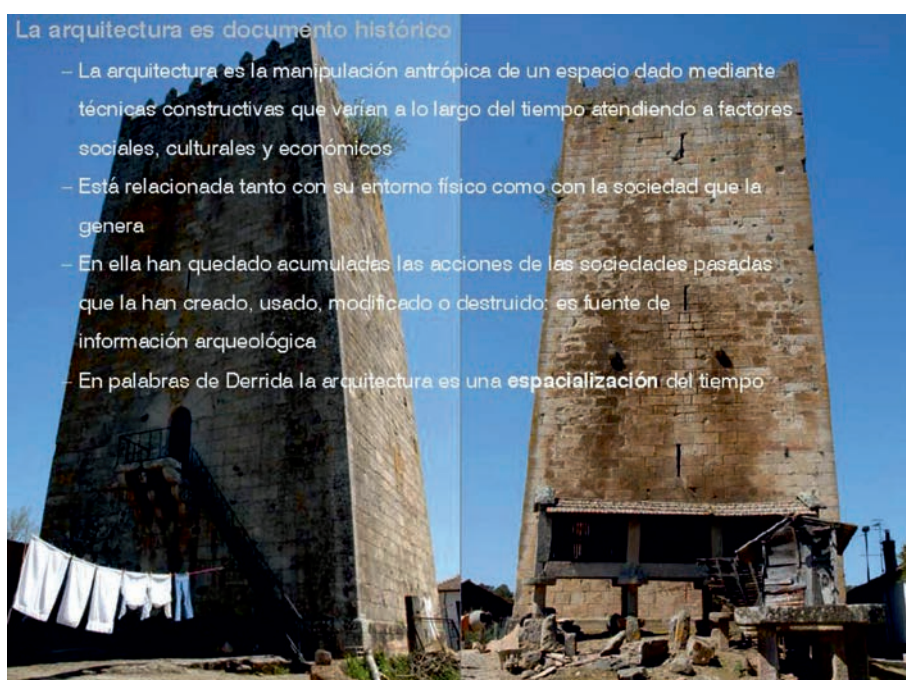 La arquitectura es documento histórico
– La arquitectura es la manipulación antrópica de un espacio dado mediante
técnicas constructivas que varían a lo largo del tiempo atendiendo a factores
sociales, culturales y económicos
– Está relacionada tanto con su entorno físico como con la sociedad que la
genera
– En ella han quedado acumuladas las acciones de las sociedades pasadas
que la han creado, usado, modificado o destruido: es fuente de
información arqueológica
– En palabras de Derrida la arquitectura es una espacialización del tiempo